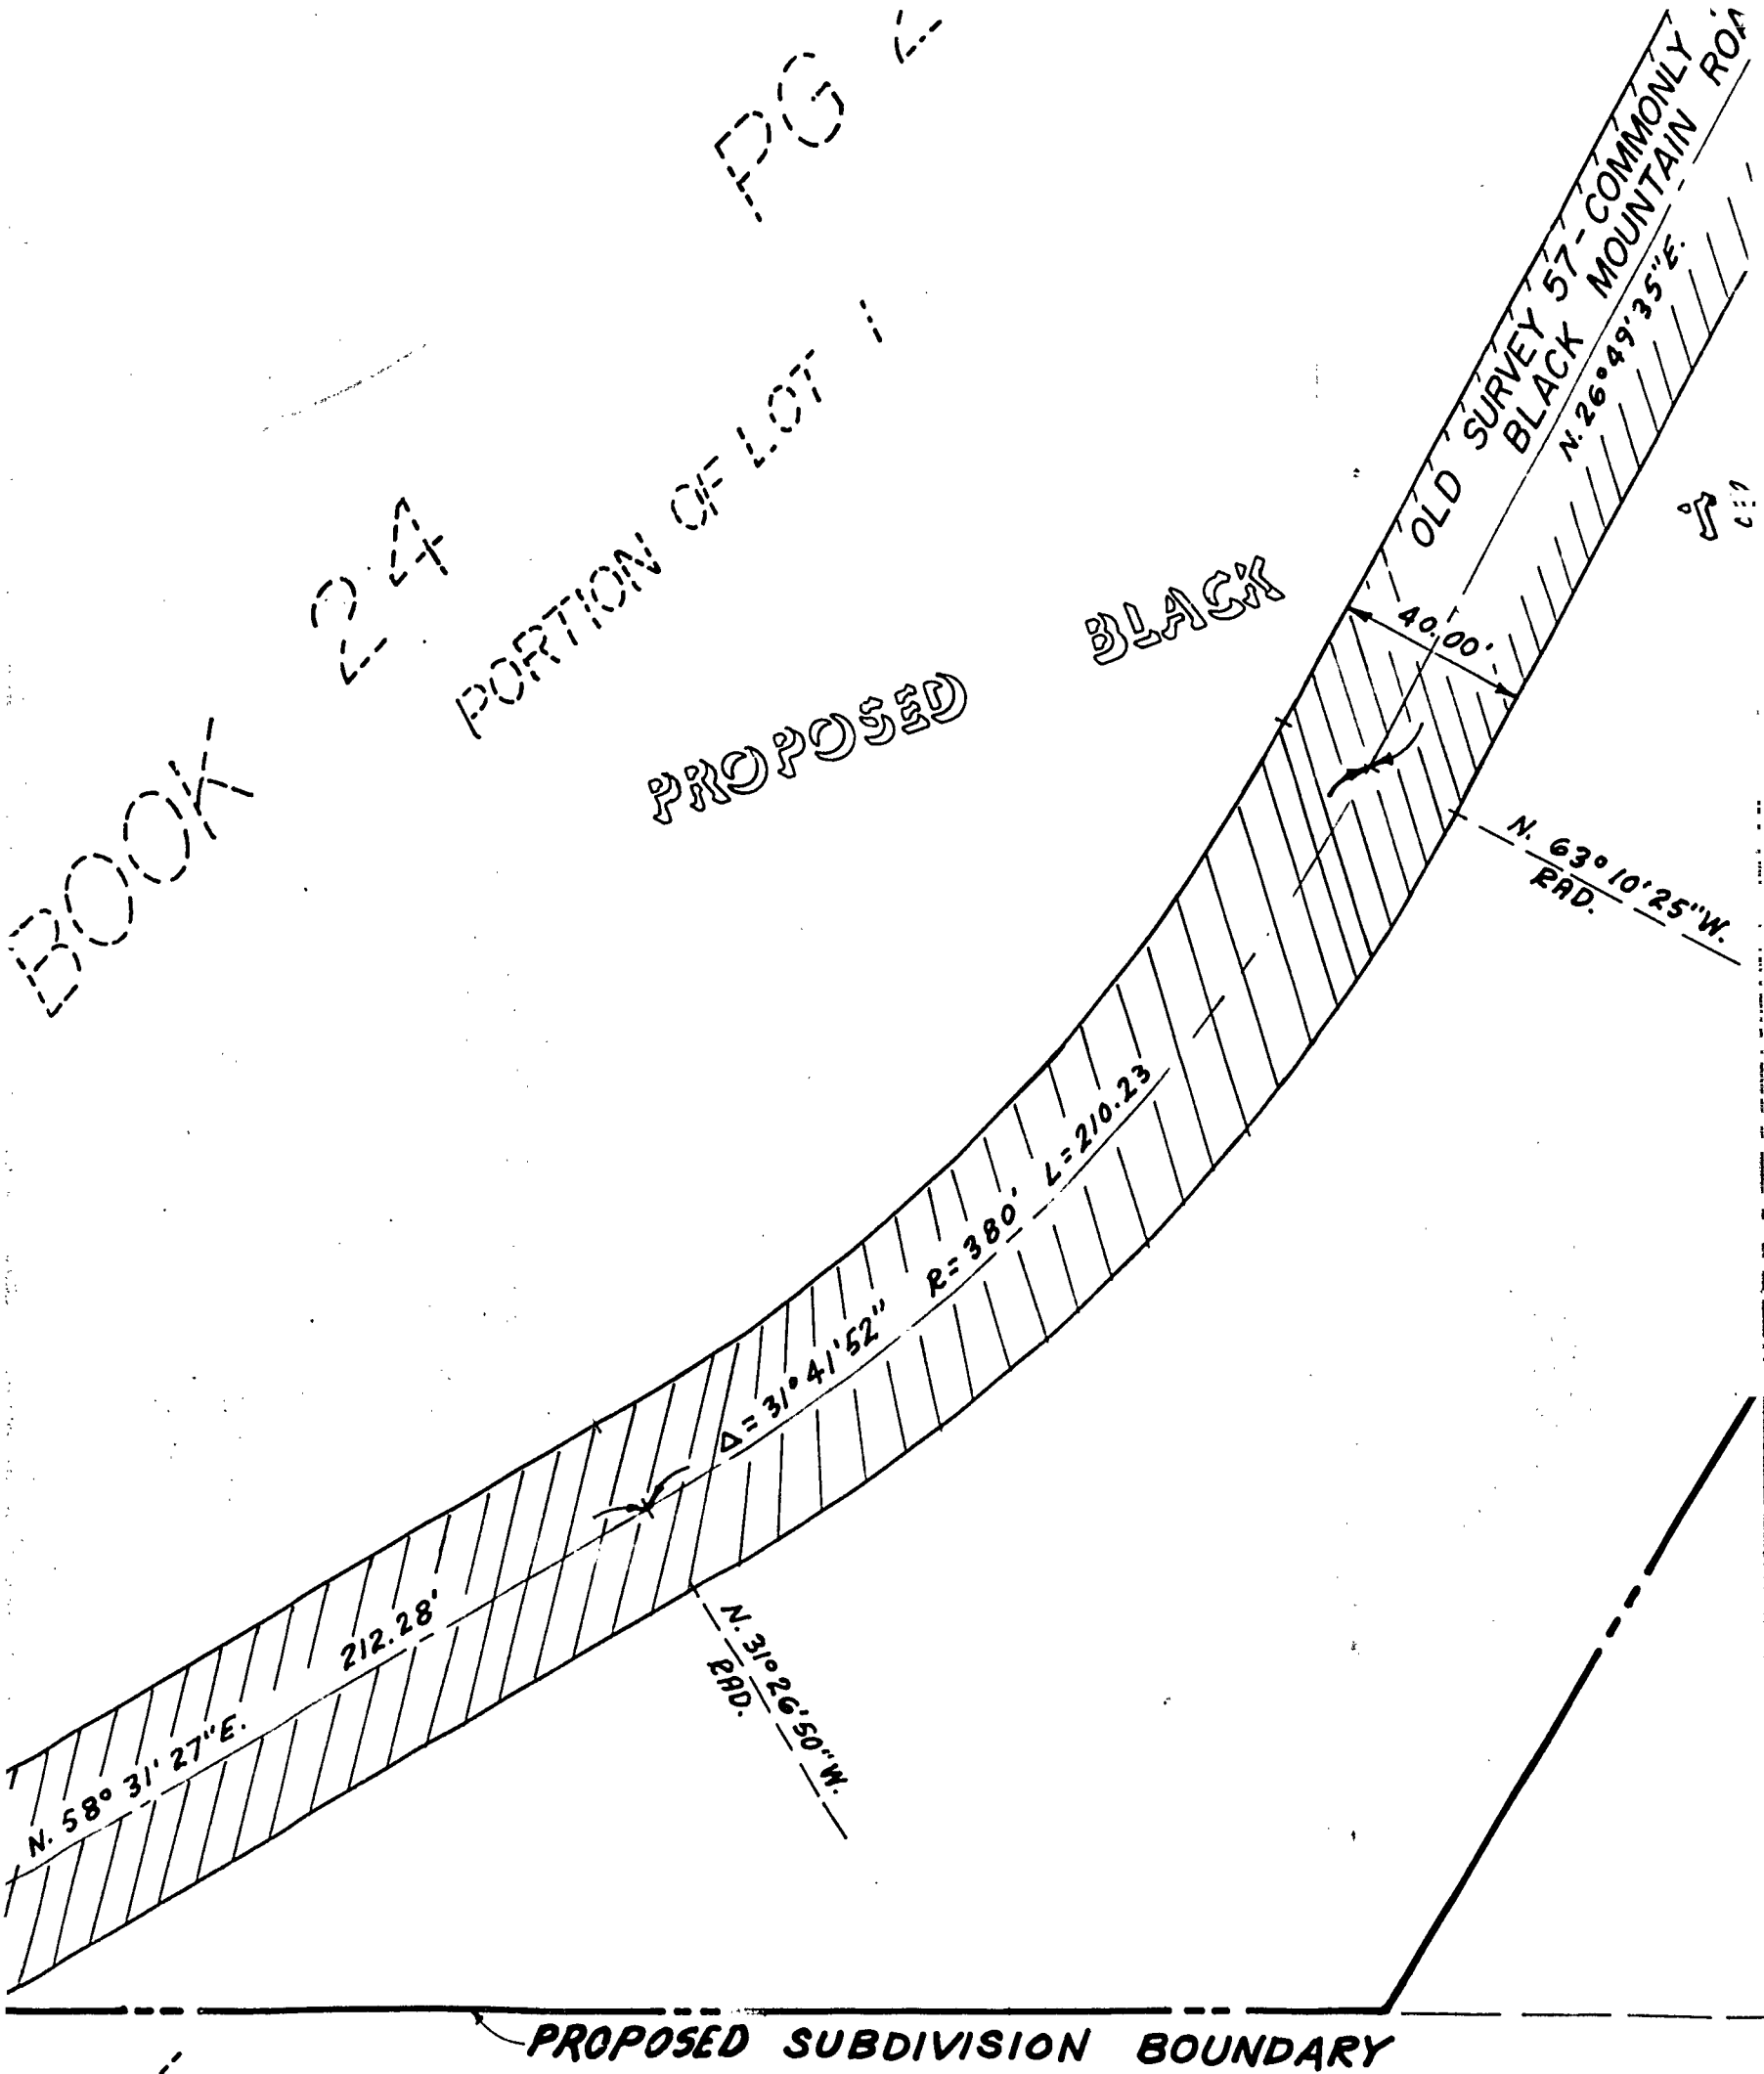 PG
BOOK 24
PORTION OF LOT 1
PROPOSED BLACK
OLD SURVEY 57 - COMMONLY
BLACK MOUNTAIN
N. 26° 49' 35" E.
40.00'
N. 63° 10' 25" W.
RAD.
Δ = 31° 41' 52" R = 380' L = 210.23
212.28'
N. 58° 31' 27" E.
N. 31° 26' 50" W.
RAD.
PROPOSED SUBDIVISION BOUNDARY